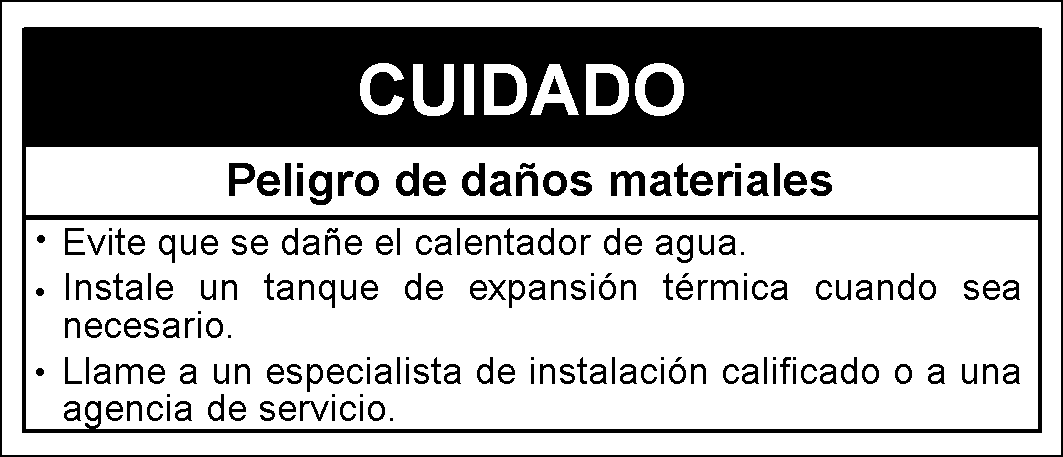 CUIDADO
Peligro de daños materiales
• Evite que se dañe el calentador de agua.
• Instale un tanque de expansión térmica cuando sea
necesario.
• Llame a un especialista de instalación calificado o a una
agencia de servicio.